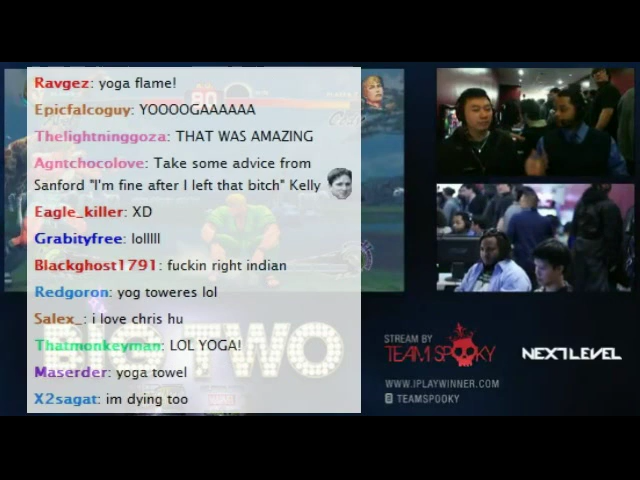 Ravgez: yoga flame!
Epicfalcoguy: YOOOOGAAAAAA
Thelightninggoza: THAT WAS AMAZING
Agntchocolove: Take some advice from
Sanford "I'm fine after I left that bitch" Kelly
Eagle_killer: XD
Grabityfree: lolllll
Blackghost1791: fuckin right indian
Redgoron: yog toweres lol
Salex_: i love chris hu
Thatmonkeyman: LOL YOGA!
Maserder: yoga towel
X2sagat: im dying too
90
BIG TWO
STREAM BY
TEAM SPOOKY
NEXT LEVEL
WWW.IPLAYWINNER.COM
TEAMSPOOKY